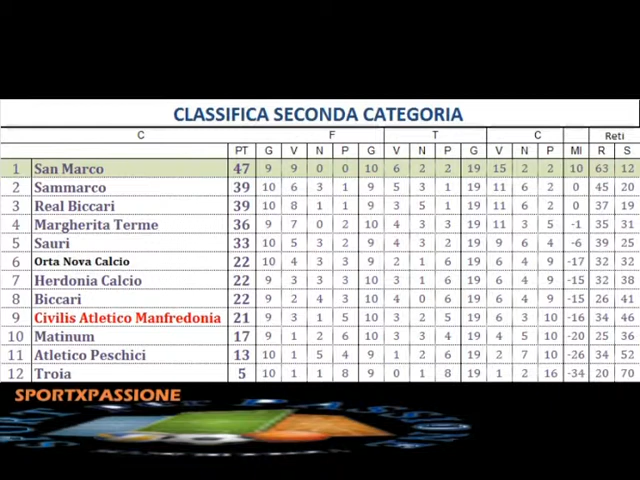 CLASSIFICA SECONDA CATEGORIA
C F T C Reti
PT G V N P G V N P G V N P MI R S
1 San Marco 47 9 9 0 0 10 6 2 2 19 15 2 2 10 63 12
2 Sammarco 39 10 6 3 1 9 5 3 1 19 11 6 2 0 45 20
3 Real Biccari 39 10 8 1 1 9 3 5 1 19 11 6 2 0 37 19
4 Margherita Terme 36 9 7 0 2 10 4 3 3 19 11 3 5 -1 35 31
5 Sauri 33 10 5 3 2 9 4 3 2 19 9 6 4 -6 39 25
6 Orta Nova Calcio 22 10 4 3 3 9 2 1 6 19 6 4 9 -17 32 32
7 Herdonia Calcio 22 9 3 3 3 10 3 1 6 19 6 4 9 -15 32 38
8 Biccari 22 9 2 4 3 10 4 0 6 19 6 4 9 -15 26 41
9 Civilis Atletico Manfredonia 21 9 3 1 5 10 3 2 5 19 6 3 10 -16 34 46
10 Matinum 17 9 1 2 6 10 3 3 4 19 4 5 10 -20 25 36
11 Atletico Peschici 13 10 1 5 4 9 1 2 6 19 2 7 10 -26 34 52
12 Troia 5 10 1 1 8 9 0 1 8 19 1 2 16 -34 20 70
SPORTXPASSIONE